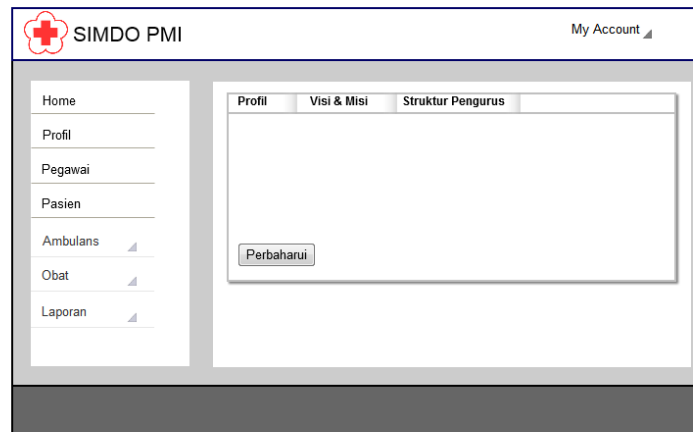 SIMDO PMI
My Account
Home
Profil
Pegawai
Pasien
Ambulans
Obat
Laporan
Profil Visi & Misi Struktur Pengurus
Perbaharui